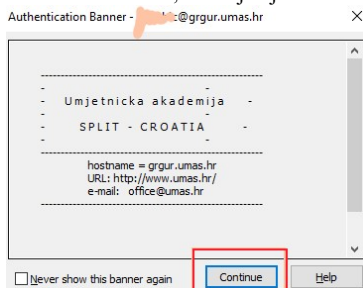 Authentication Banner - @grgur.umas.hr
-----------------------------------------------
-                                -
-   Umjetnicka akademija   -
-                                -
-      SPLIT - CROATIA      -
-                                -
-----------------------------------------------
hostname = grgur.umas.hr
URL: http://www.umas.hr/
e-mail: office@umas.hr
-----------------------------------------------
Never show this banner again
Continue
Help